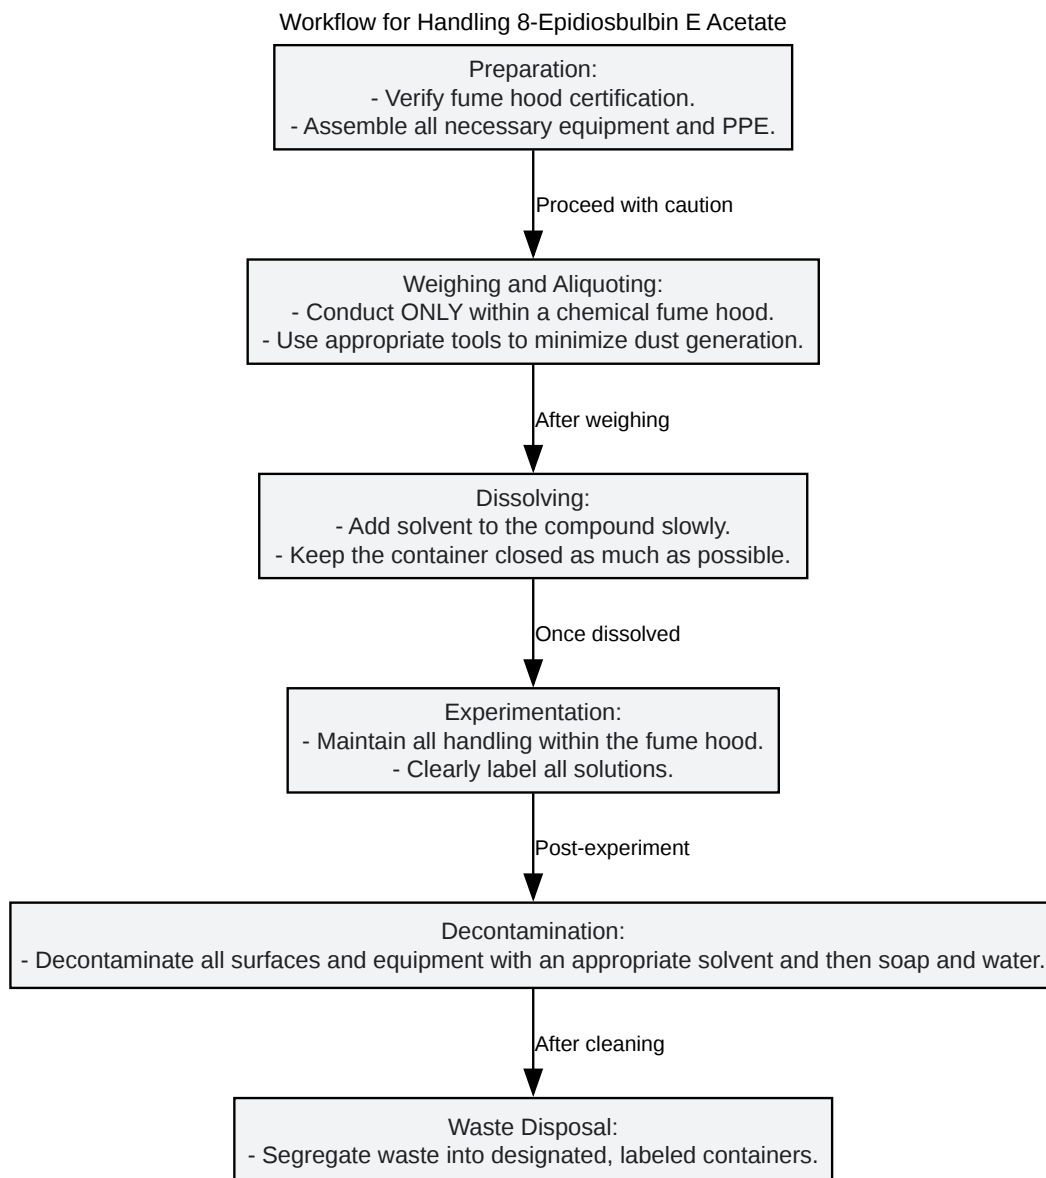 Workflow for Handling 8-Epidiosbulbin E Acetate
Preparation:
- Verify fume hood certification.
- Assemble all necessary equipment and PPE.
Proceed with caution
Weighing and Aliquoting:
- Conduct ONLY within a chemical fume hood.
- Use appropriate tools to minimize dust generation.
After weighing
Dissolving:
- Add solvent to the compound slowly.
- Keep the container closed as much as possible.
Once dissolved
Experimentation:
- Maintain all handling within the fume hood.
- Clearly label all solutions.
Post-experiment
Decontamination:
- Decontaminate all surfaces and equipment with an appropriate solvent and then soap and water.
After cleaning
Waste Disposal:
- Segregate waste into designated, labeled containers.